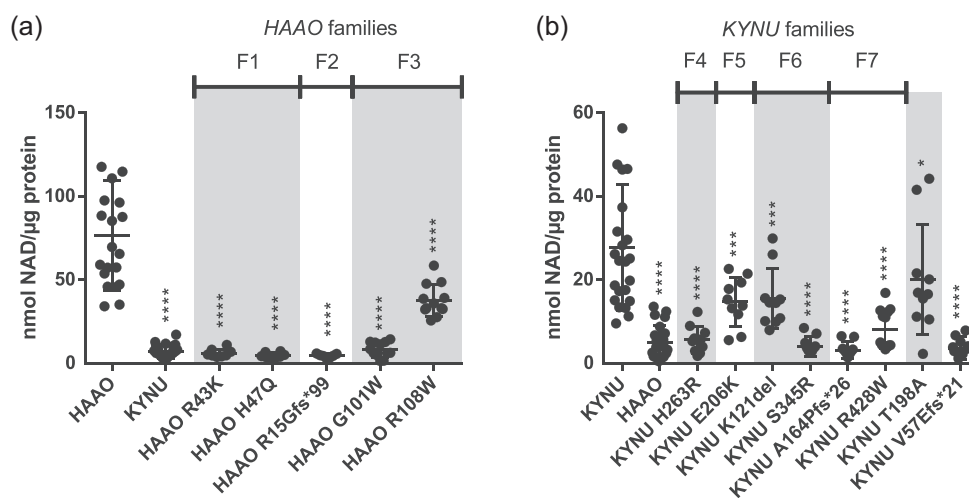 (a)
HAAO families
F1 F2 F3
nmol NAD/μg protein
150
100
50
0
****
****
****
****
****
****
HAAO
KYNU
HAAO R43K
HAAO H47Q
HAAO R15Gfs*99
HAAO G101W
HAAO R108W
(b)
KYNU families
F4 F5 F6 F7
nmol NAD/μg protein
60
40
20
0
****
****
***
***
****
****
****
*
****
KYNU
HAAO
KYNU H263R
KYNU E206K
KYNU K121del
KYNU S345R
KYNU A164Pfs*26
KYNU R428W
KYNU T198A
KYNU V57Efs*21